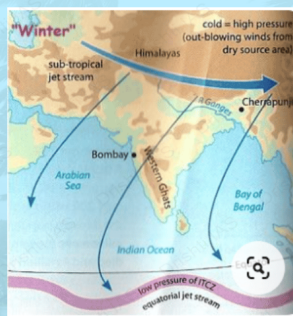 "Winter"
cold = high pressure
(out-blowing winds from
dry source area)
Himalayas
sub-tropical
jet stream
Ganges
Cherrapunji
Bombay
Western Ghats
Arabian
Sea
Bay of
Bengal
Indian Ocean
low pressure of ITCZ
equatorial jet stream